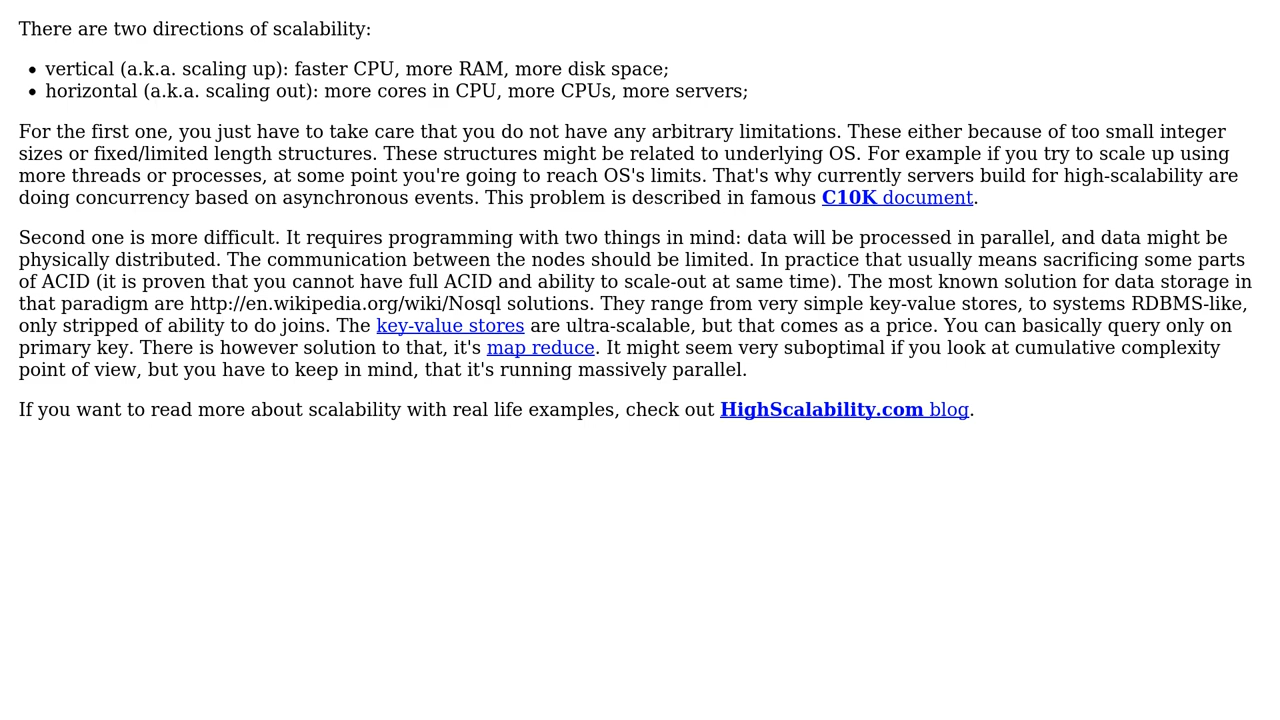 There are two directions of scalability:
• vertical (a.k.a. scaling up): faster CPU, more RAM, more disk space;
• horizontal (a.k.a. scaling out): more cores in CPU, more CPUs, more servers;
For the first one, you just have to take care that you do not have any arbitrary limitations. These either because of too small integer
sizes or fixed/limited length structures. These structures might be related to underlying OS. For example if you try to scale up using
more threads or processes, at some point you're going to reach OS's limits. That's why currently servers build for high-scalability are
doing concurrency based on asynchronous events. This problem is described in famous C10K document.
Second one is more difficult. It requires programming with two things in mind: data will be processed in parallel, and data might be
physically distributed. The communication between the nodes should be limited. In practice that usually means sacrificing some parts
of ACID (it is proven that you cannot have full ACID and ability to scale-out at same time). The most known solution for data storage in
that paradigm are http://en.wikipedia.org/wiki/Nosql solutions. They range from very simple key-value stores, to systems RDBMS-like,
only stripped of ability to do joins. The key-value stores are ultra-scalable, but that comes as a price. You can basically query only on
primary key. There is however solution to that, it's map reduce. It might seem very suboptimal if you look at cumulative complexity
point of view, but you have to keep in mind, that it's running massively parallel.
If you want to read more about scalability with real life examples, check out HighScalability.com blog.